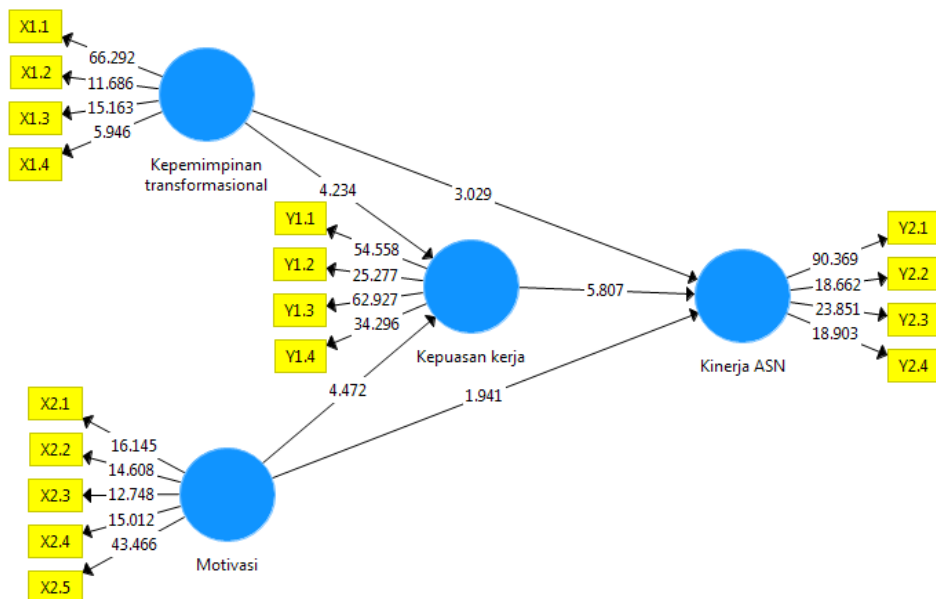 X1.1
66.292
X1.2
11.686
X1.3
15.163
X1.4
5.946
Kepemimpinan
transformasional
4.234
3.029
Y1.1
54.558
Y1.2
25.277
Y1.3
62.927
Y1.4
34.296
Kepuasan kerja
5.807
Y2.1
90.369
Y2.2
18.662
Y2.3
23.851
Y2.4
18.903
Kinerja ASN
4.472
1.941
X2.1
16.145
X2.2
14.608
X2.3
12.748
X2.4
15.012
X2.5
43.466
Motivasi